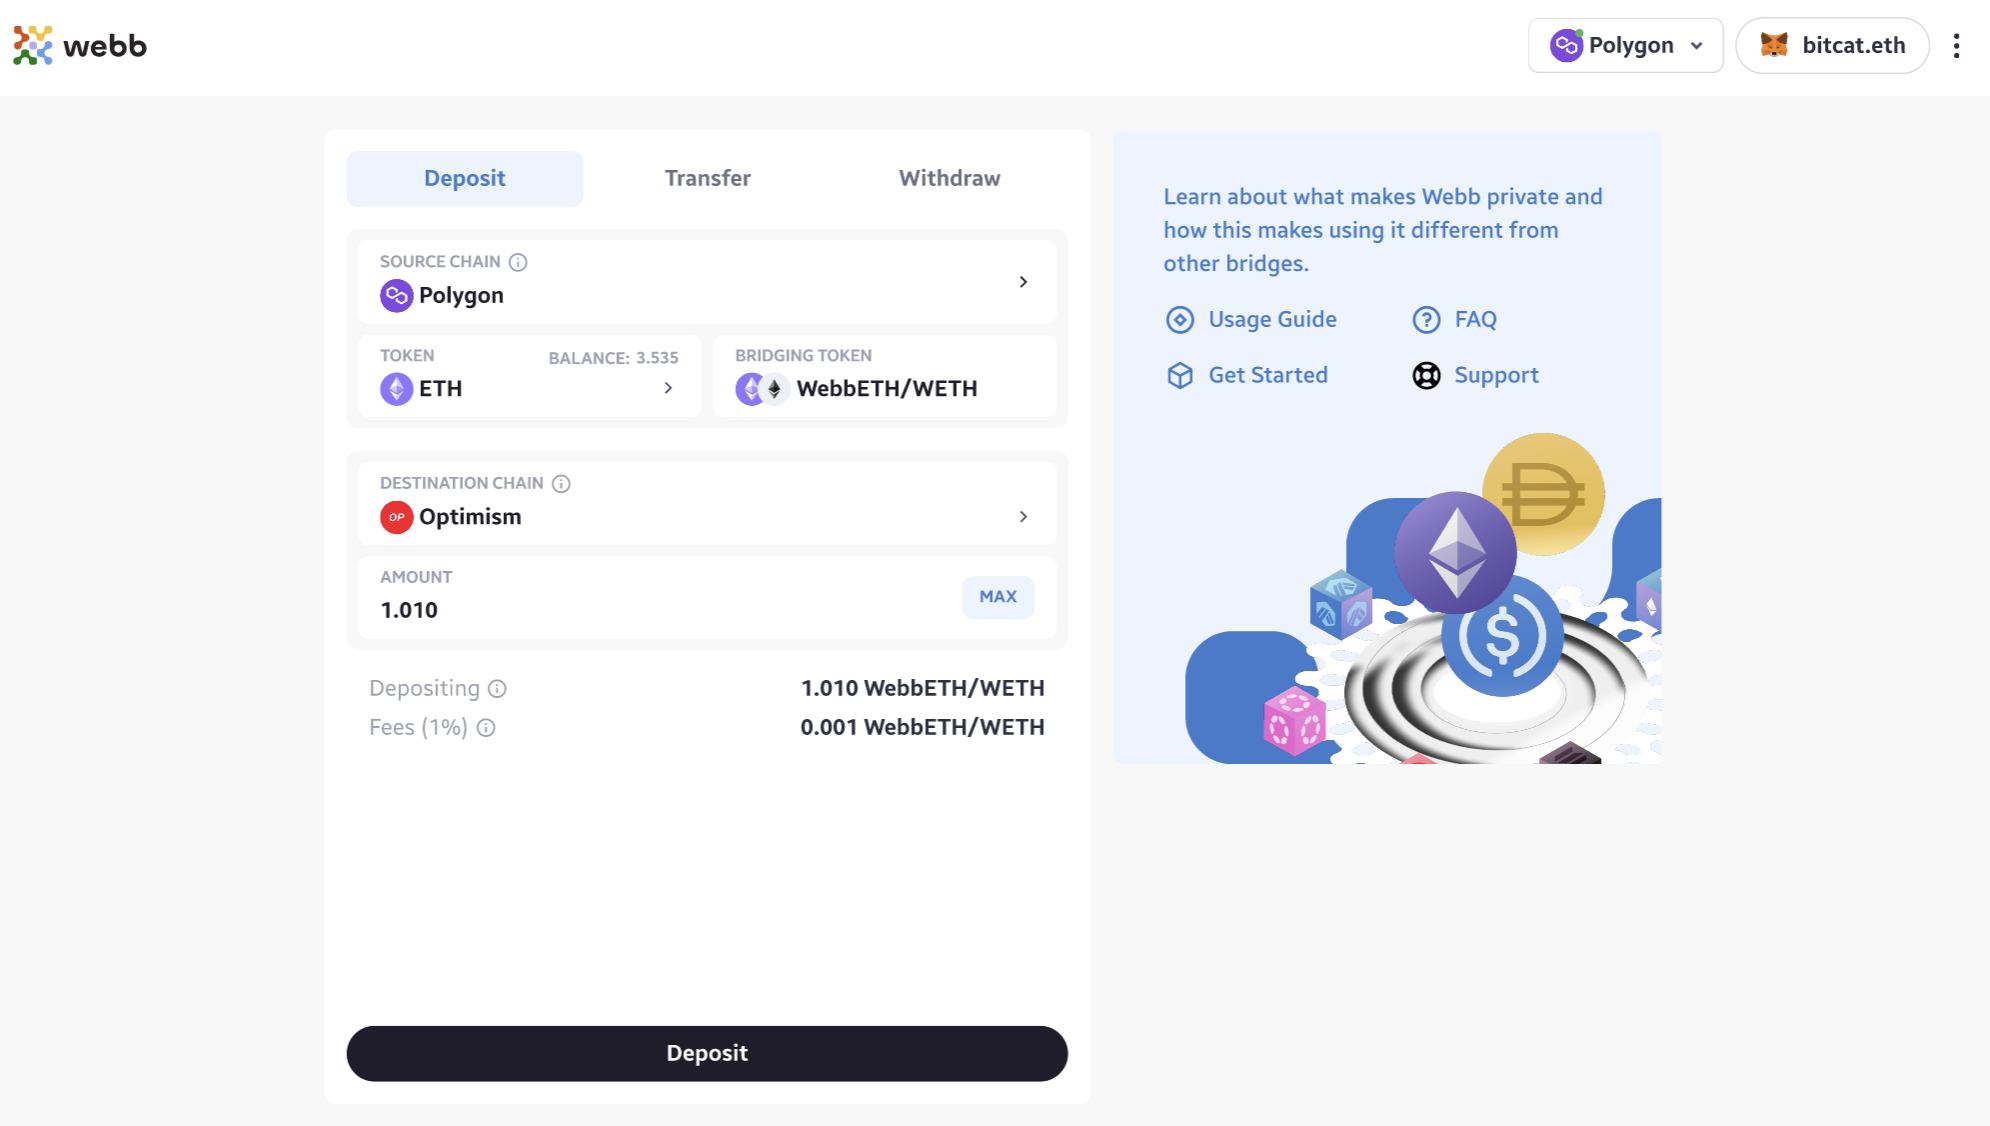 webb
Polygon
bitcat.eth
Deposit
Transfer
Withdraw
SOURCE CHAIN
Polygon
TOKEN
BALANCE: 3.535
ETH
BRIDGING TOKEN
WebbETH/WETH
DESTINATION CHAIN
OP
Optimism
AMOUNT
1.010
MAX
Depositing
1.010 WebbETH/WETH
Fees (1%)
0.001 WebbETH/WETH
Deposit
Learn about what makes Webb private and
how this makes using it different from
other bridges.
Usage Guide
FAQ
Get Started
Support